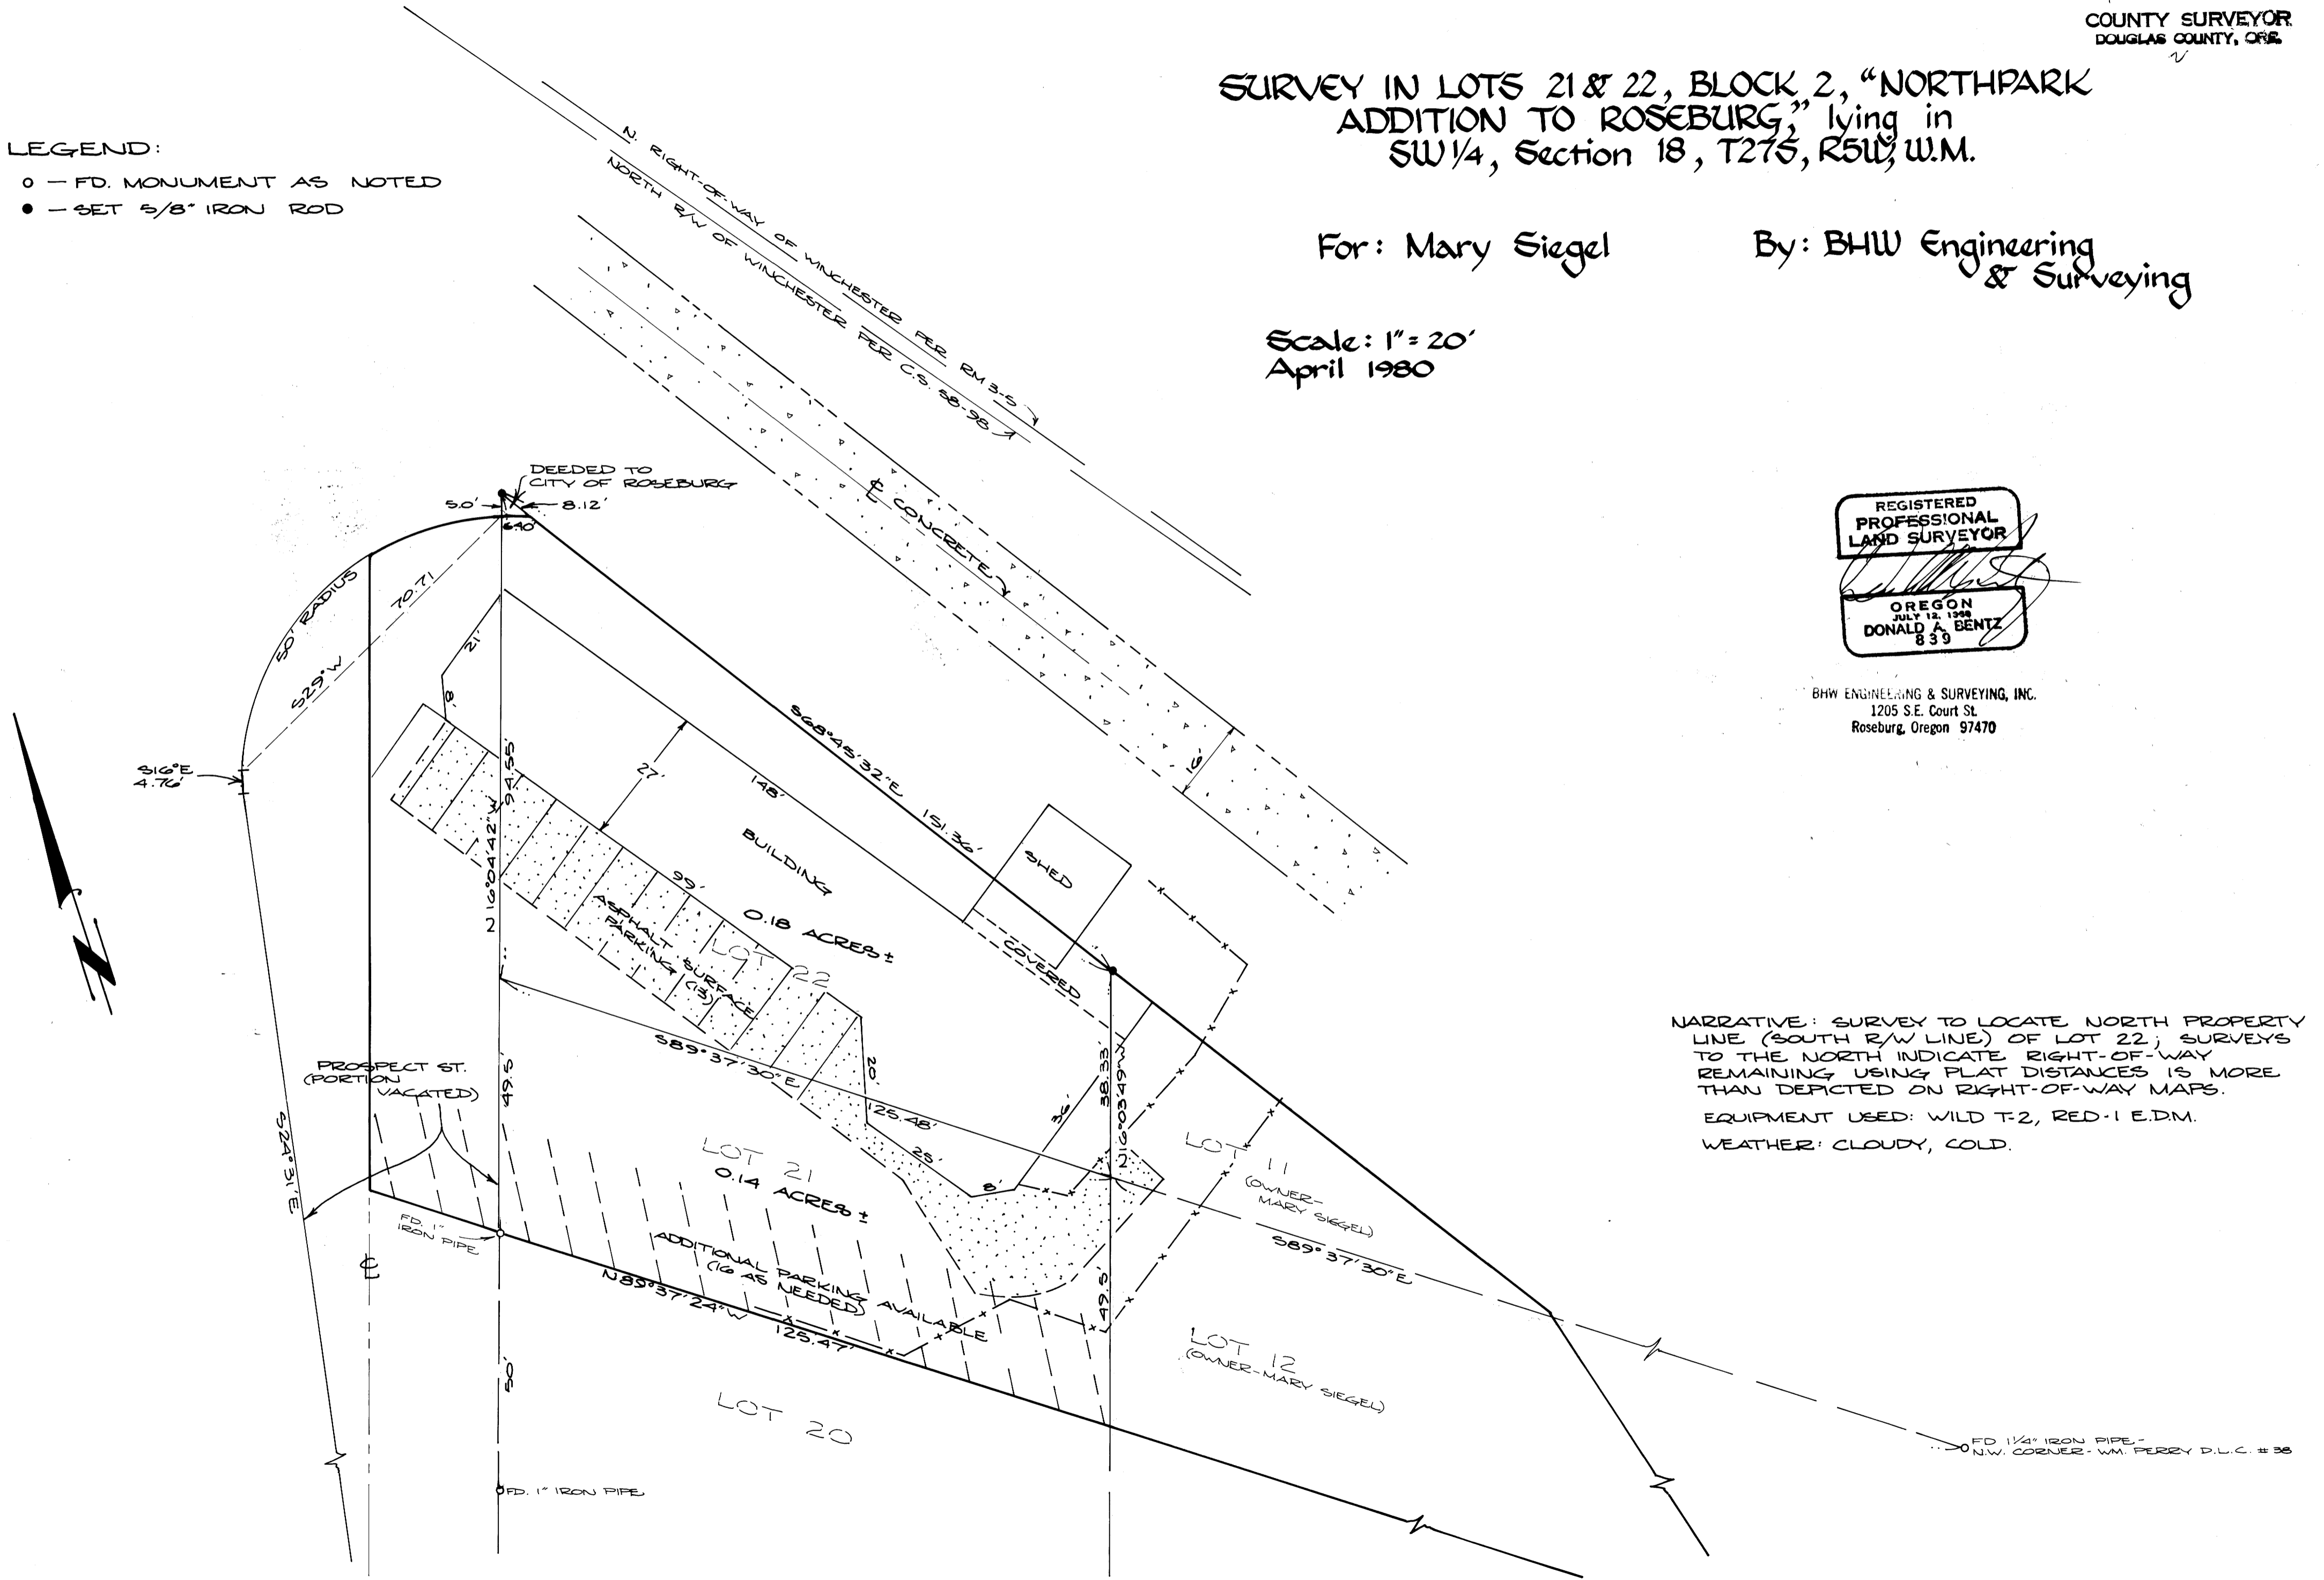 COUNTY SURVEYOR
DOUGLAS COUNTY, ORE.
SURVEY IN LOTS 21 & 22, BLOCK 2, "NORTHPARK
ADDITION TO ROSEBURG," lying in
SW 1/4, Section 18, T27S, R5W, W.M.
For: Mary Siegel
By: BHW Engineering
& Surveying
Scale: 1" = 20'
April 1980
LEGEND:
— FD. MONUMENT AS NOTED
— SET 5/8" IRON ROD
N. RIGHT-OF-WAY OF WINCHESTER PER RM 3-5
NORTH R/W OF WINCHESTER PER C.S. 58-98
℄ CONCRETE
16'
DEEDED TO
CITY OF ROSEBURG
5.0'
8.12'
6.40'
50' RADIUS
70.71
S29°W
S16°E
4.76'
21'
8'
94.55'
N16°04'42"W
27'
148'
S68°45'32"E 151.36'
BUILDING
0.18 ACRES ±
99'
ASPHALT SURFACE
PARKING (13)
LOT 22
SHED
COVERED
S89°37'30"E
125.48'
20'
25'
8'
36'
38.33'
N16°03'49"W
49.5'
PROSPECT ST.
(PORTION
VACATED)
S24°31'E
FD. 1"
IRON PIPE
℄
LOT 21
0.14 ACRES ±
ADDITIONAL PARKING AVAILABLE
(16 AS NEEDED)
N89°37'24"W
125.47'
49.5'
50'
LOT 20
FD. 1" IRON PIPE
LOT 11
(OWNER-
MARY SIEGEL)
S89°37'30"E
LOT 12
(OWNER-MARY SIEGEL)
FD 1 1/4" IRON PIPE-
N.W. CORNER- WM. PERRY D.L.C. # 38
REGISTERED
PROFESSIONAL
LAND SURVEYOR
OREGON
DONALD A. BENTZ
839
BHW ENGINEERING & SURVEYING, INC.
1205 S.E. Court St.
Roseburg, Oregon 97470
NARRATIVE: SURVEY TO LOCATE NORTH PROPERTY
LINE (SOUTH R/W LINE) OF LOT 22; SURVEYS
TO THE NORTH INDICATE RIGHT-OF-WAY
REMAINING USING PLAT DISTANCES IS MORE
THAN DEPICTED ON RIGHT-OF-WAY MAPS.
EQUIPMENT USED: WILD T-2, RED-1 E.D.M.
WEATHER: CLOUDY, COLD.
N